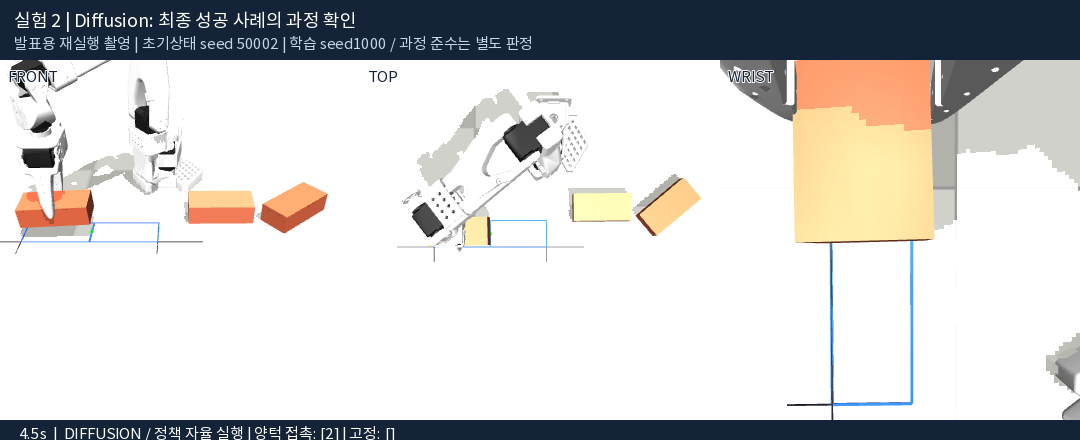 실험 2 | Diffusion: 최종 성공 사례의 과정 확인
발표용 재실행 촬영 | 초기상태 seed 50002 | 학습 seed1000 / 과정 준수는 별도 판정
FRONT
TOP
WRIST
4.5s | DIFFUSION / 정책 자율 실행 | 양턱 접촉: [2] | 고정: []